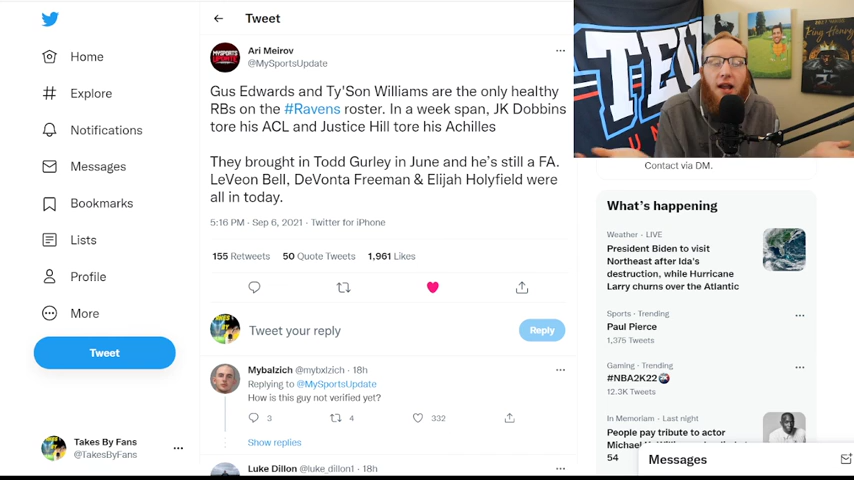 Home
Explore
Notifications
Messages
Bookmarks
Lists
Profile
More
Tweet
Takes By Fans
@TakesByFans
Tweet
Ari Meirov
@MySportsUpdate
Gus Edwards and Ty'Son Williams are the only healthy
RBs on the #Ravens roster. In a week span, JK Dobbins
tore his ACL and Justice Hill tore his Achilles
They brought in Todd Gurley in June and he's still a FA.
LeVeon Bell, DeVonta Freeman & Elijah Holyfield were
all in today.
5:16 PM · Sep 6, 2021 · Twitter for iPhone
155 Retweets 50 Quote Tweets 1,961 Likes
Tweet your reply
Reply
Mybalzich @mybxlzich · 18h
Replying to @MySportsUpdate
How is this guy not verified yet?
3 4 332
Show replies
Luke Dillon @luke_dillon1 · 18h
King Henry
Contact via DM.
What's happening
Weather · LIVE
President Biden to visit
Northeast after Ida's
destruction, while Hurricane
Larry churns over the Atlantic
Sports · Trending
Paul Pierce
1,375 Tweets
Gaming · Trending
#NBA2K22
12.3K Tweets
In Memoriam · Last night
People pay tribute to actor
54
Messages